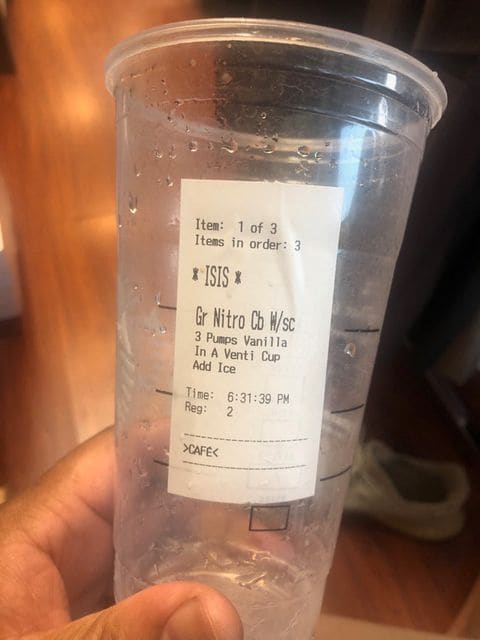 Item: 1 of 3
Items in order: 3
* ISIS *
Gr Nitro Cb W/sc
3 Pumps Vanilla
In A Venti Cup
Add Ice
Time: 6:31:39 PM
Reg: 2
>CAFÉ<